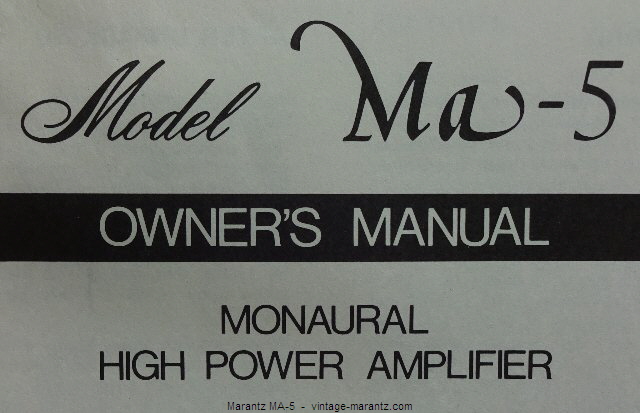 Model Ma-5
OWNER'S MANUAL
MONAURAL
HIGH POWER AMPLIFIER
Marantz MA-5 - vintage-marantz.com